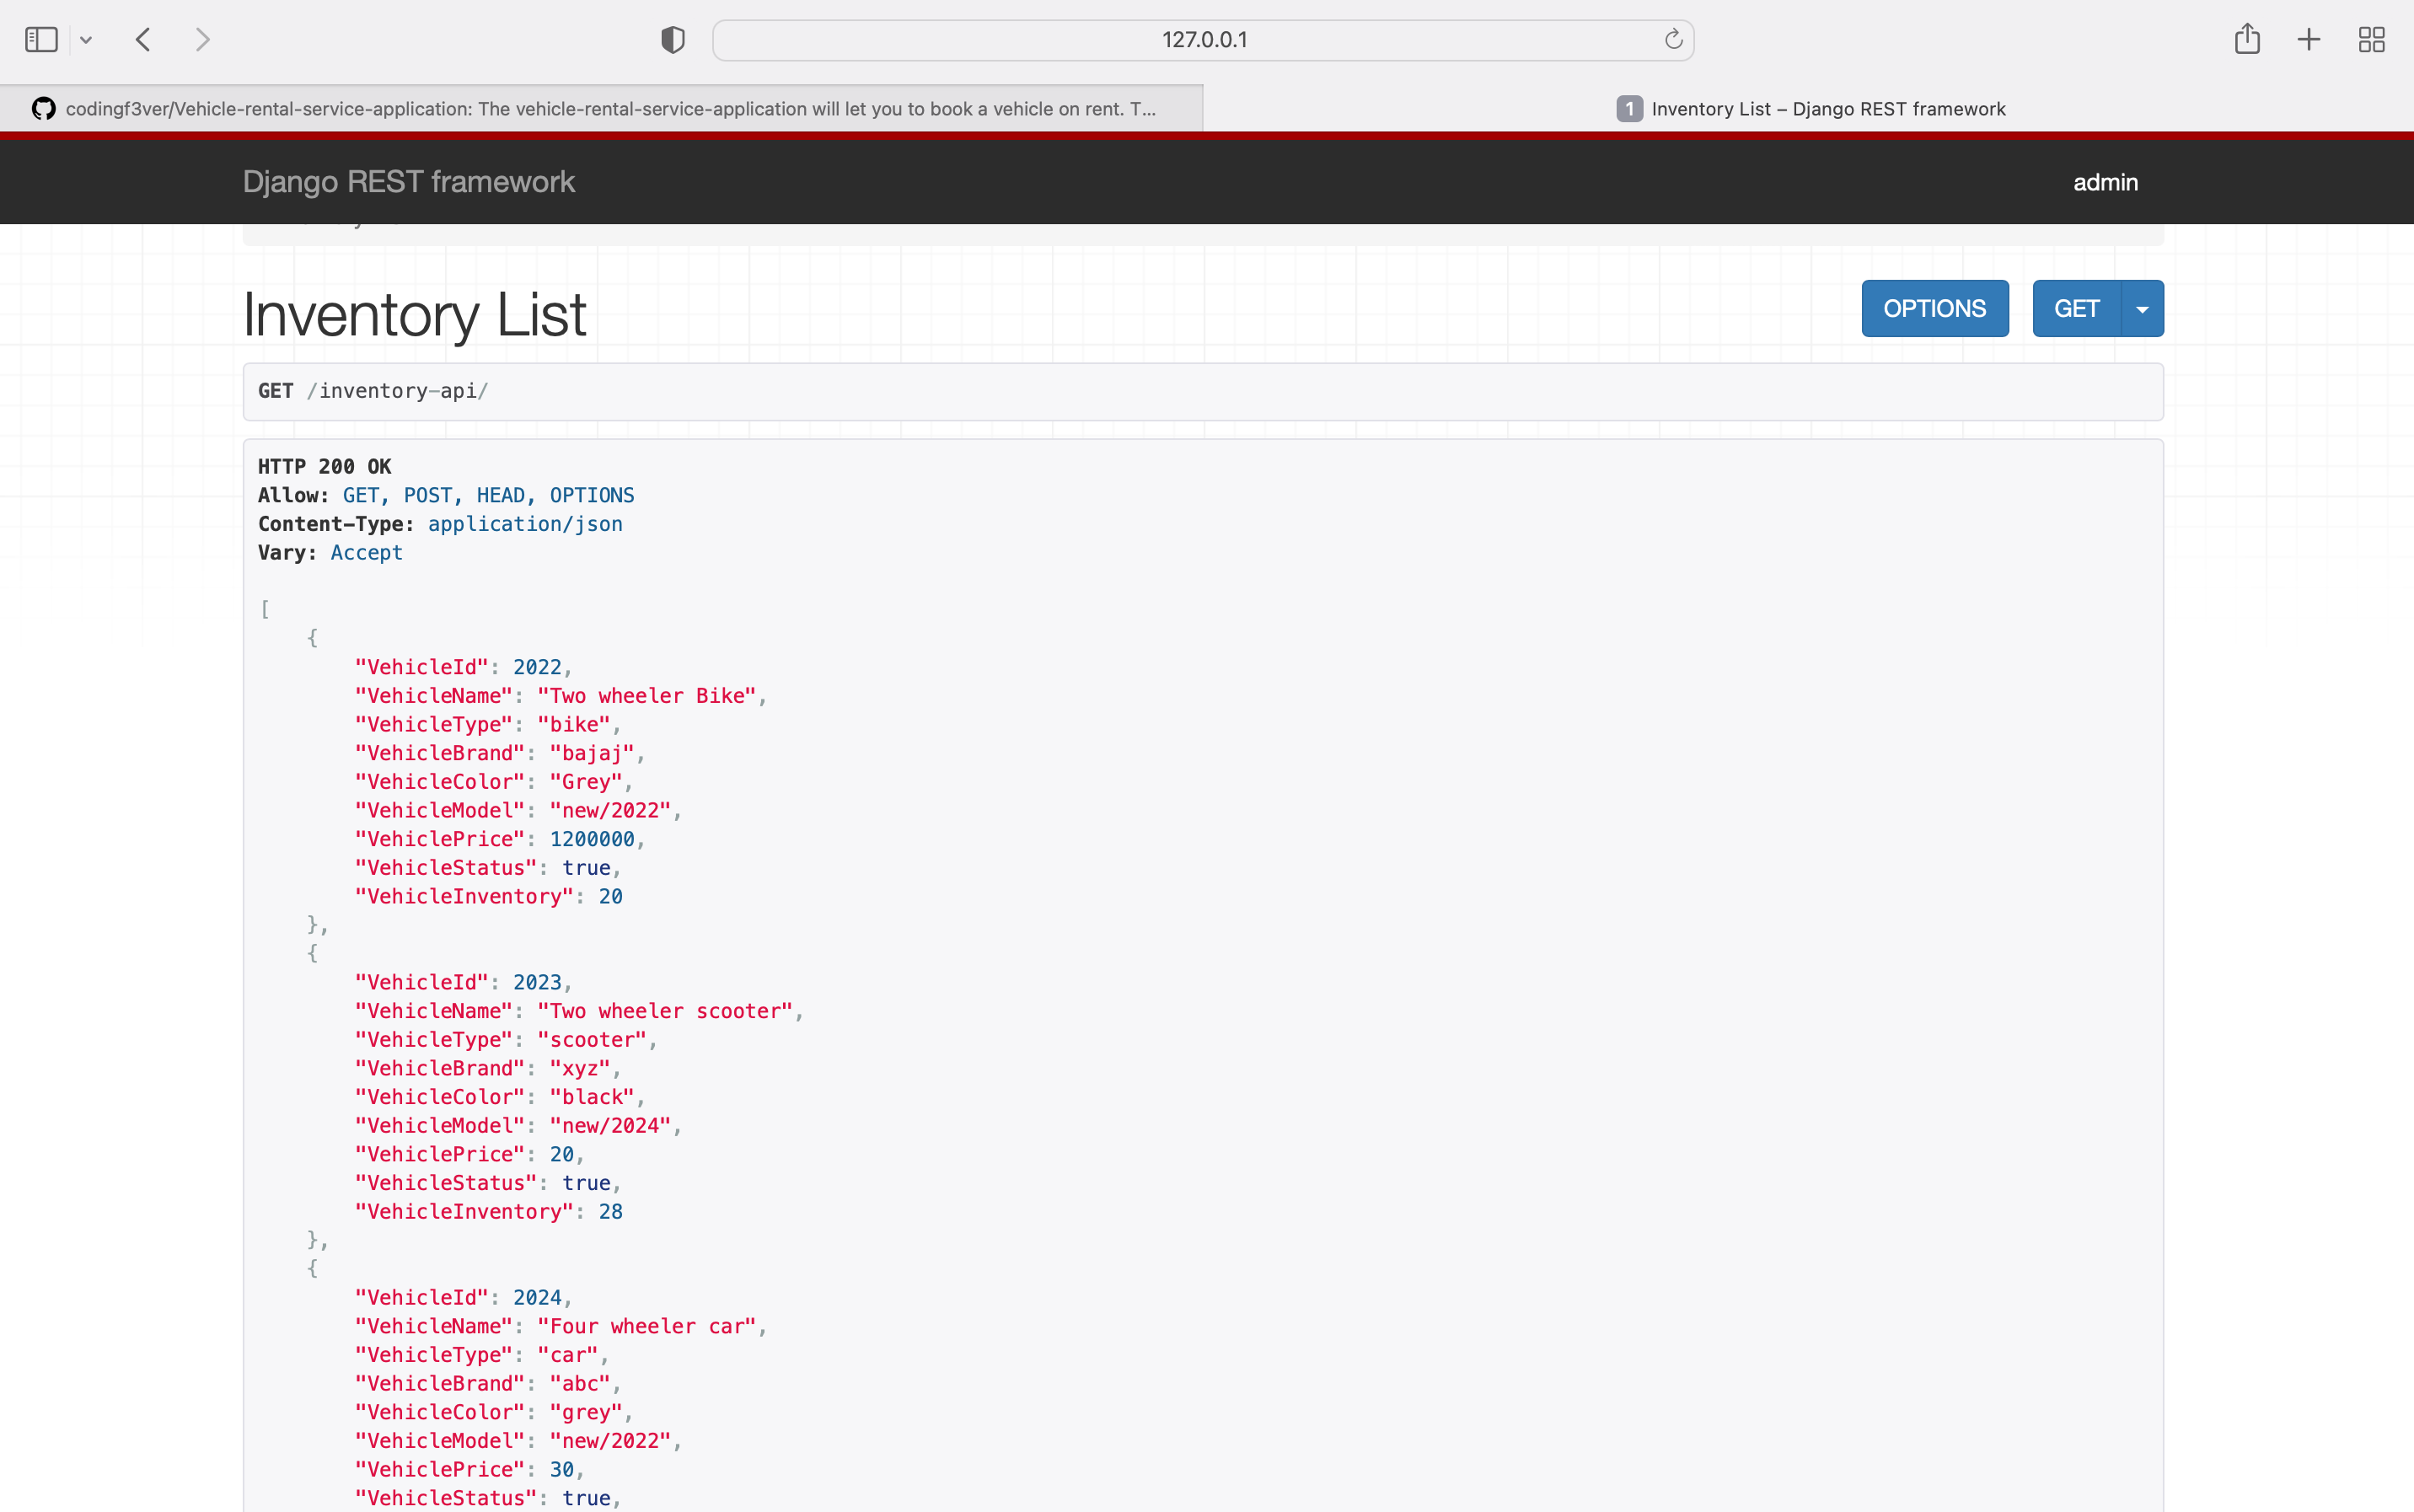 127.0.0.1
codingf3ver/Vehicle-rental-service-application: The vehicle-rental-service-application will let you to book a vehicle on rent. T...
1 Inventory List – Django REST framework
Django REST framework
admin
Inventory List
OPTIONS
GET
GET /inventory-api/
HTTP 200 OK
Allow: GET, POST, HEAD, OPTIONS
Content-Type: application/json
Vary: Accept
[
{
"VehicleId": 2022,
"VehicleName": "Two wheeler Bike",
"VehicleType": "bike",
"VehicleBrand": "bajaj",
"VehicleColor": "Grey",
"VehicleModel": "new/2022",
"VehiclePrice": 1200000,
"VehicleStatus": true,
"VehicleInventory": 20
},
{
"VehicleId": 2023,
"VehicleName": "Two wheeler scooter",
"VehicleType": "scooter",
"VehicleBrand": "xyz",
"VehicleColor": "black",
"VehicleModel": "new/2024",
"VehiclePrice": 20,
"VehicleStatus": true,
"VehicleInventory": 28
},
{
"VehicleId": 2024,
"VehicleName": "Four wheeler car",
"VehicleType": "car",
"VehicleBrand": "abc",
"VehicleColor": "grey",
"VehicleModel": "new/2022",
"VehiclePrice": 30,
"VehicleStatus": true,